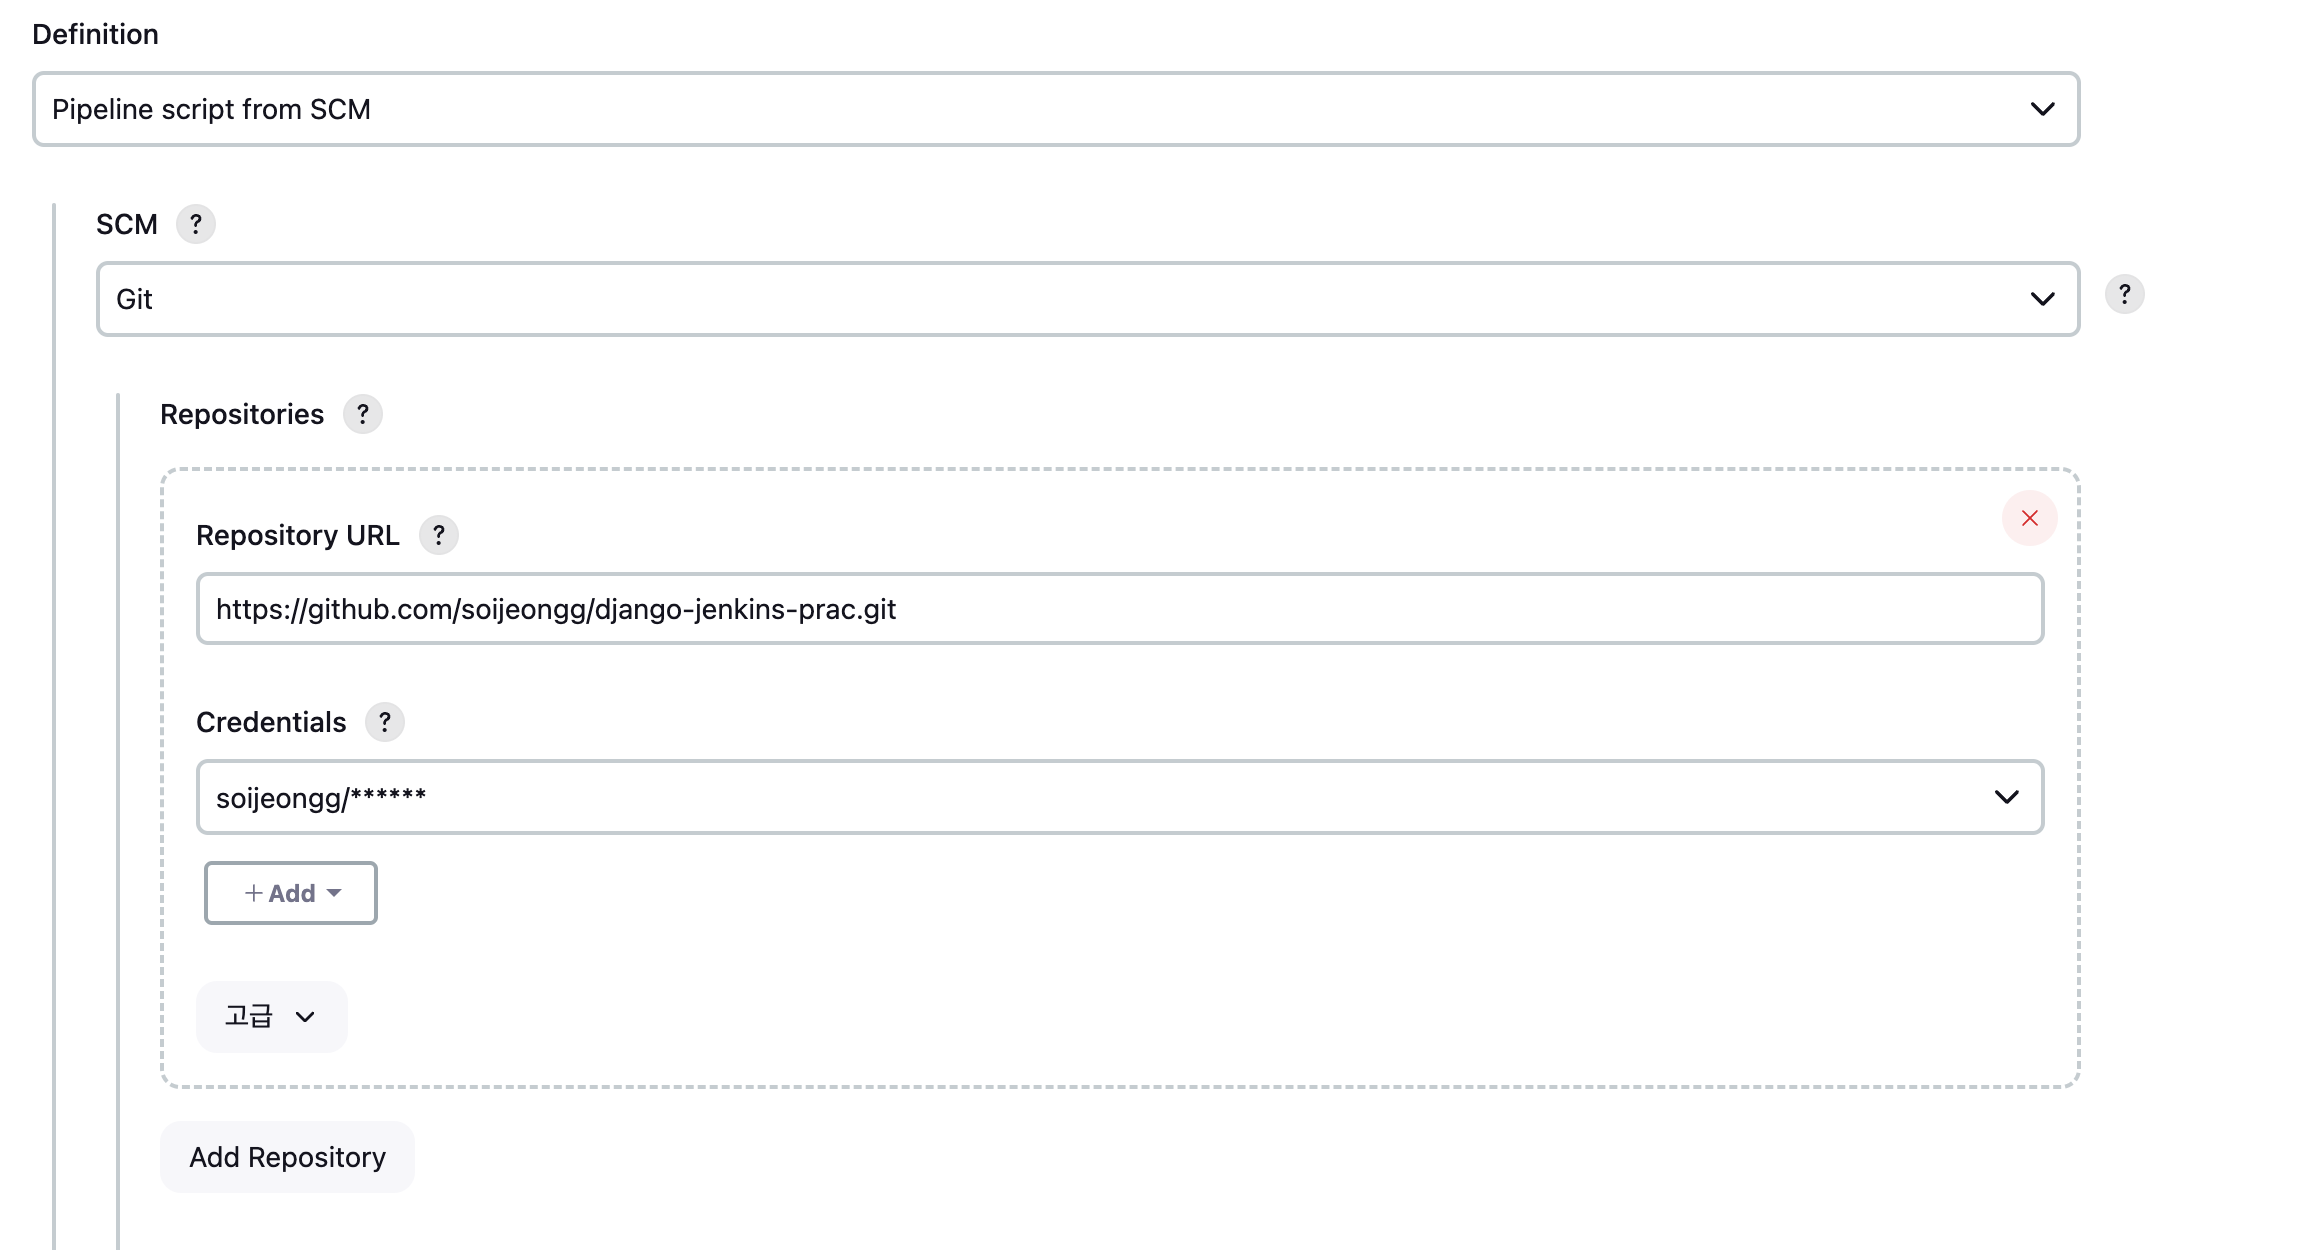 Definition
Pipeline script from SCM
SCM ?
Git
?
Repositories ?
Repository URL ?
https://github.com/soijeongg/django-jenkins-prac.git
Credentials ?
soijeongg/******
+ Add
고급
Add Repository